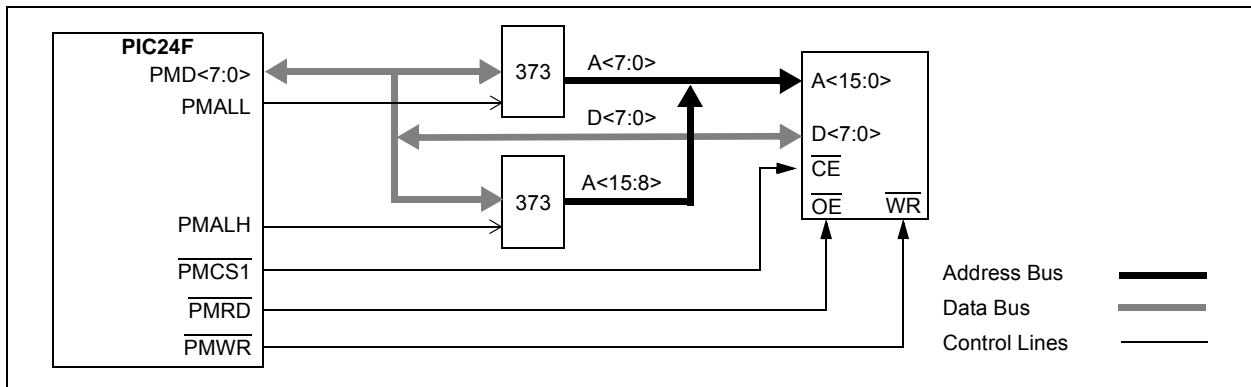 PIC24F
PMD<7:0>
PMALL
PMALH
PMCS1
PMRD
PMWR
373
A<7:0>
D<7:0>
373
A<15:8>
A<15:0>
D<7:0>
CE
OE WR
Address Bus
Data Bus
Control Lines